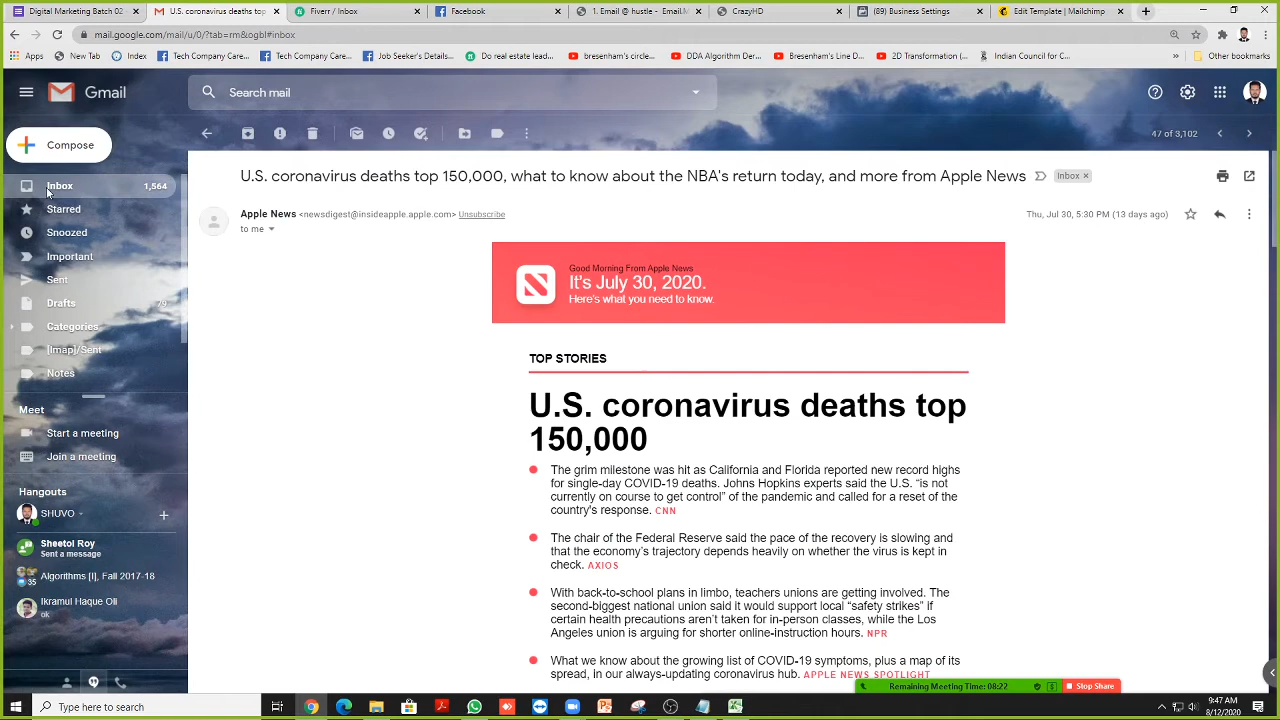 Digital Marketing Batch 02
U.S. coronavirus deaths top 150
Fiverr / Inbox
Facebook
1. Email Marketing - EmailM
CrazyHD
(89) Business Settings
Edit Template | Mailchimp
mail.google.com/mail/u/0/?tab=m&ogbl#inbox
Apps
Web
Online
Index
Tech Company Care...
Tech Company Care...
Job Seeker
Do real estate lead...
bresenham's circle...
DDA Algorithm Der...
Bresenham's Line D...
2D Transformation (...
Council for C...
Other bookmarks
Gmail
Search mail
Compose
47 of 3,102
Inbox 1,564
Starred
Snoozed
Important
Sent
Drafts 79
Categories
[Imap]/Sent
Notes
Meet
Start a meeting
Join a meeting
Hangouts
SHUVO
Sheetol Roy
Sent a message
35
Algorithms [I], Fall 2017-18
Ikramul Haque Oli
ok
U.S. coronavirus deaths top 150,000, what to know about the NBA's return today, and more from Apple News
Inbox
Apple News <newsdigest@insideapple.apple.com> Unsubscribe
Thu, Jul 30, 5:30 PM (13 days ago)
to me
Good Morning From Apple News
It's July 30, 2020.
Here's what you need to know.
TOP STORIES
U.S. coronavirus deaths top
150,000
The grim milestone was hit as California and Florida reported new record highs
for single-day COVID-19 deaths. Johns Hopkins experts said the U.S. “is not
currently on course to get control” of the pandemic and called for a reset of the
country's response. CNN
The chair of the Federal Reserve said the pace of the recovery is slowing and
that the economy's trajectory depends heavily on whether the virus is kept in
check. AXIOS
With back-to-school plans in limbo, teachers unions are getting involved. The
second-biggest national union said it would support local “safety strikes” if
certain health precautions aren't taken for in-person classes, while the Los
Angeles union is arguing for shorter online-instruction hours. NPR
What we know about the growing list of COVID-19 symptoms, plus a map of its
spread, in our always-updating coronavirus hub. APPLE NEWS SPOTLIGHT
Remaining Meeting Time: 08:22
Stop Share
Type here to search
9:47 AM
8/12/2020